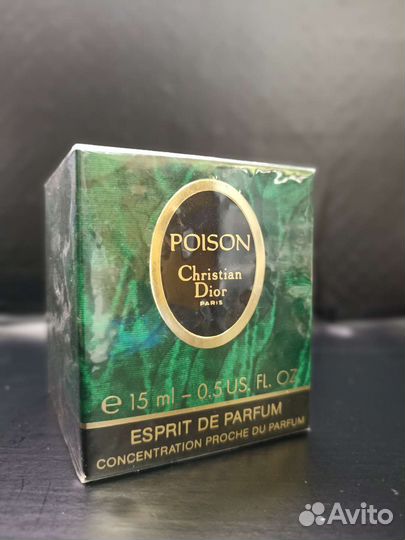 POISON
Christian
Dior
PARIS
e 15 ml - 0.5 US. FL. OZ
ESPRIT DE PARFUM
CONCENTRATION PROCHE DU PARFUM
Avito